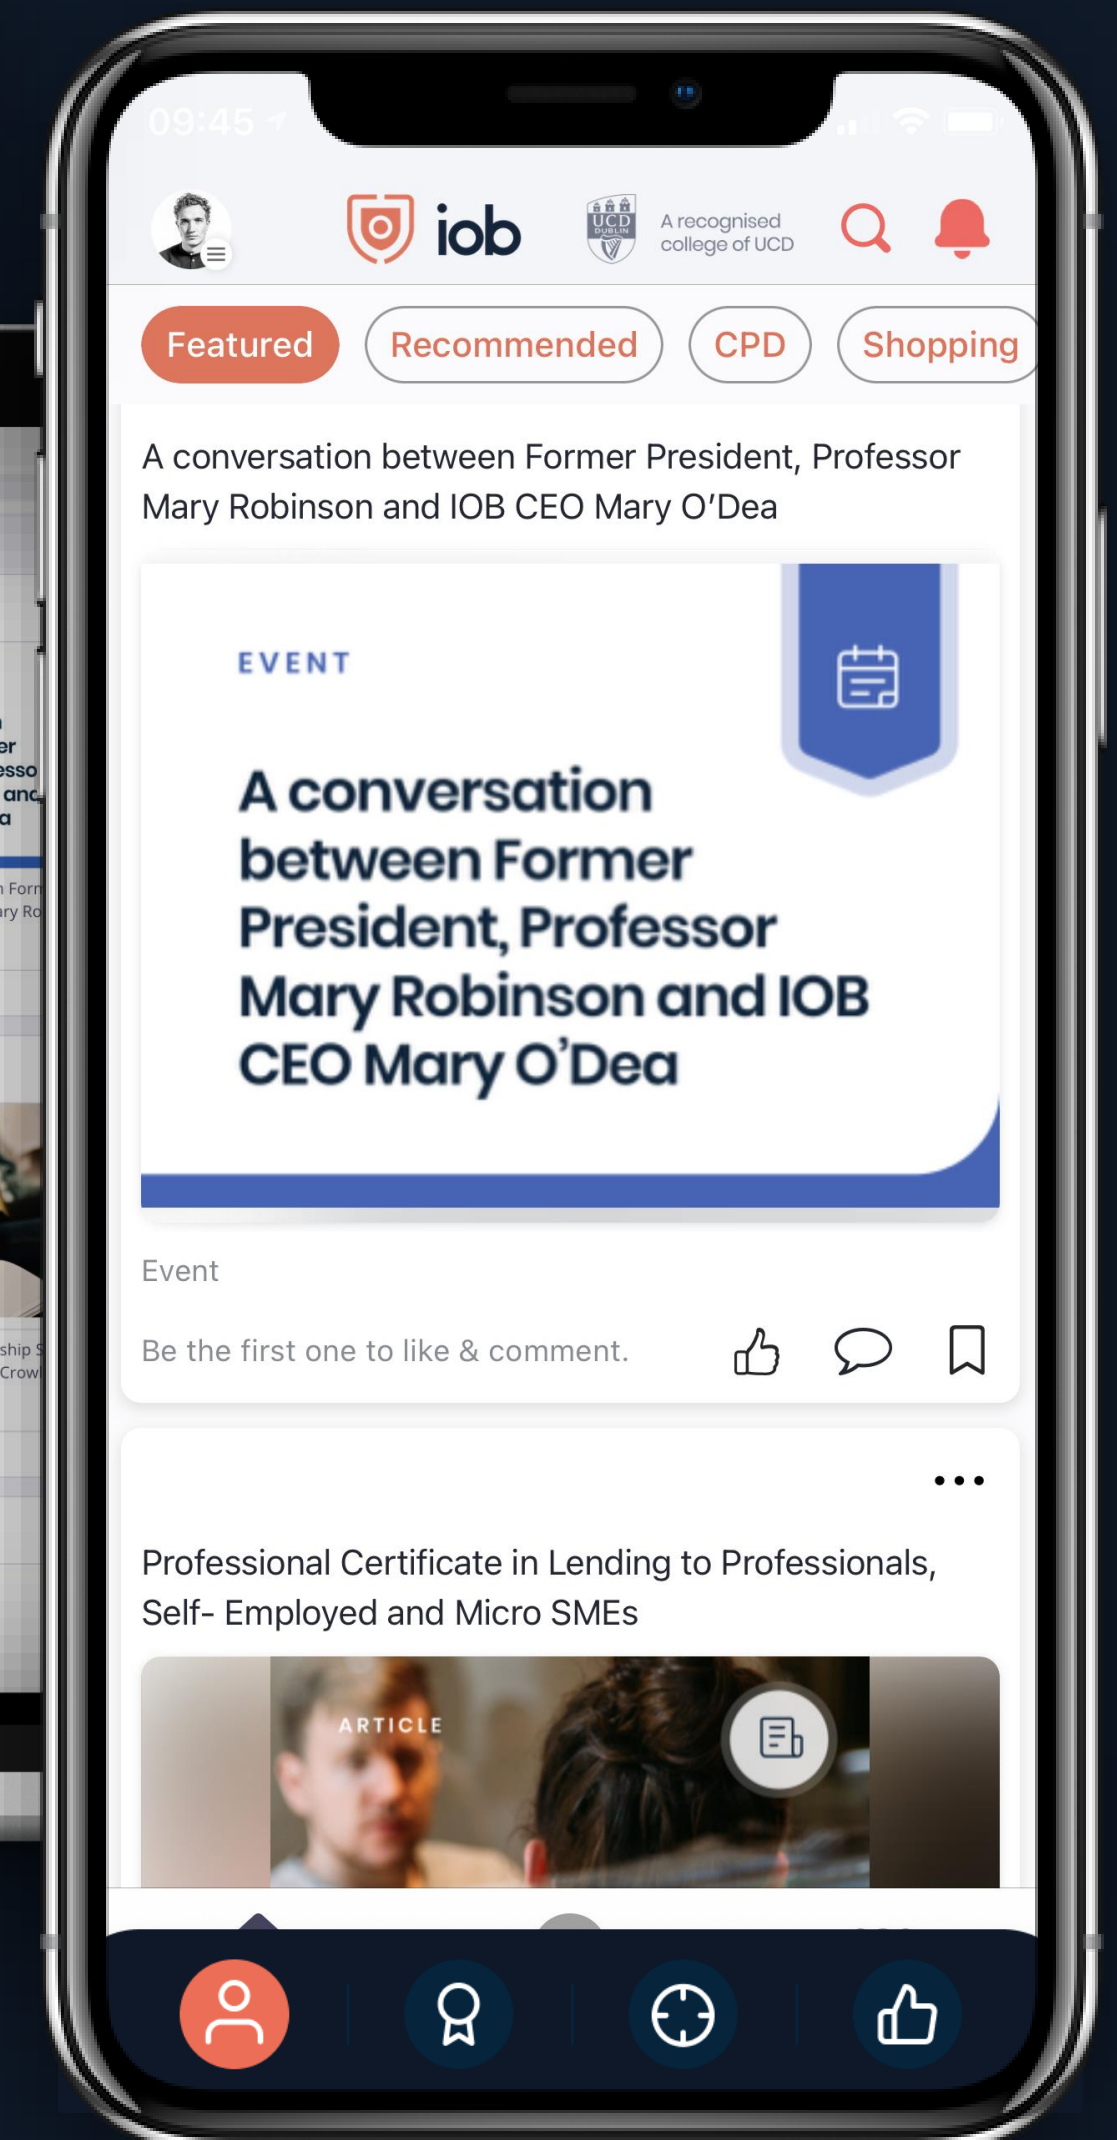 09:45
iob
UCD
DUBLIN
A recognised
college of UCD
Featured
Recommended
CPD
Shopping
A conversation between Former President, Professor
Mary Robinson and IOB CEO Mary O'Dea
EVENT
A conversation
between Former
President, Professor
Mary Robinson and IOB
CEO Mary O'Dea
Event
Be the first one to like & comment.
Professional Certificate in Lending to Professionals,
Self- Employed and Micro SMEs
ARTICLE